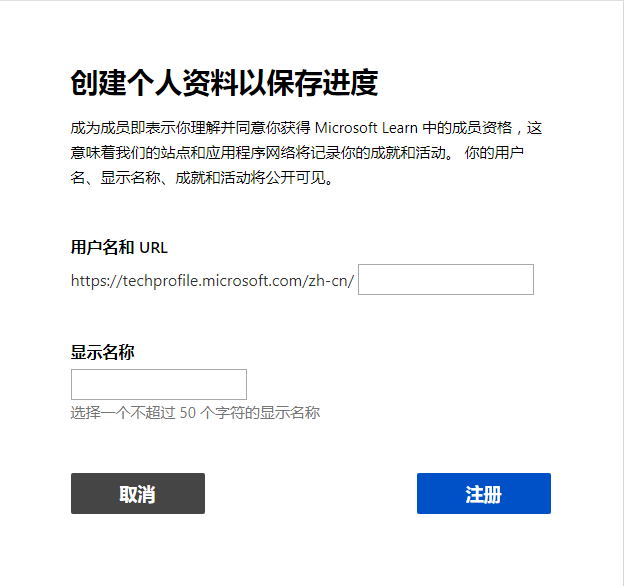 创建个人资料以保存进度
成为成员即表示你理解并同意你获得 Microsoft Learn 中的成员资格，这
意味着我们的站点和应用程序网络将记录你的成就和活动。 你的用户
名、显示名称、成就和活动将公开可见。
用户名和 URL
https://techprofile.microsoft.com/zh-cn/
显示名称
选择一个不超过 50 个字符的显示名称
取消
注册